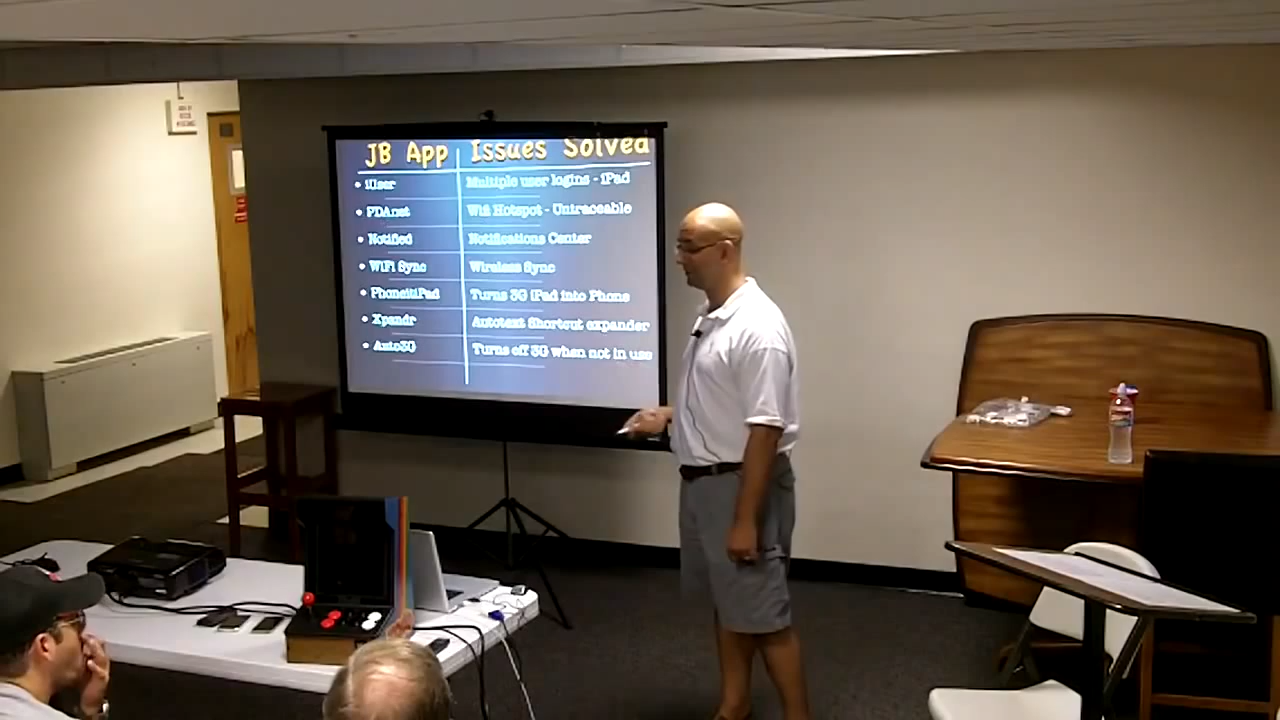 JB App Issues Solved
• iUser Multiple user logins - iPad
• PDAnet Wifi Hotspot - Untraceable
• Notified Notifications Center
• WiFi Sync Wireless Sync
• PhoneitiPad Turns 3G iPad into Phone
• Xpandr Autotext Shortcut expander
• Auto3G Turns off 3G when not in use